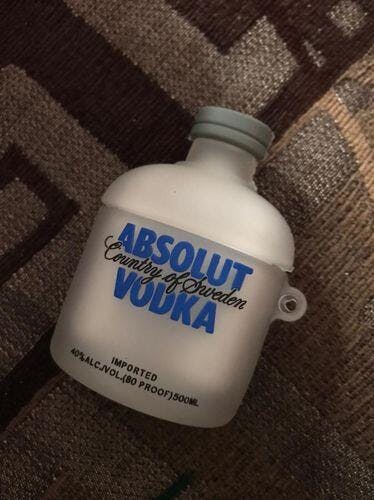 ABSOLUT
Country of Sweden
VODKA
IMPORTED
40%ALC./VOL.(80 PROOF)500ML